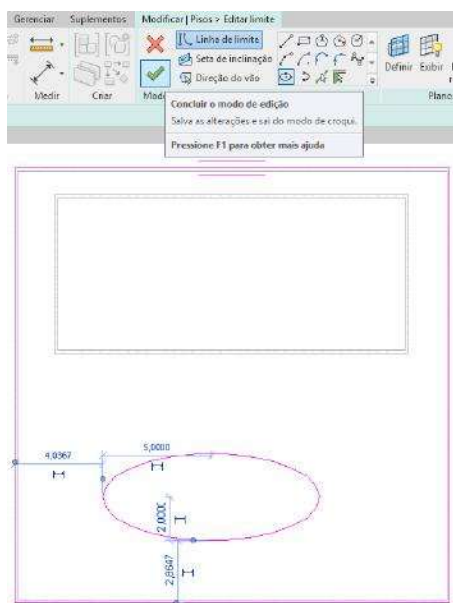 Gerenciar Suplementos Modificar | Pisos > Editar limite
Linha de limite
Seta de inclinação
Direção do vão
Definir Exibir
Medir Criar
Concluir o modo de edição
Salva as alterações e sai do modo de croqui.
Pressione F1 para obter mais ajuda
4,0367
5,0000
2,0000
2,8647